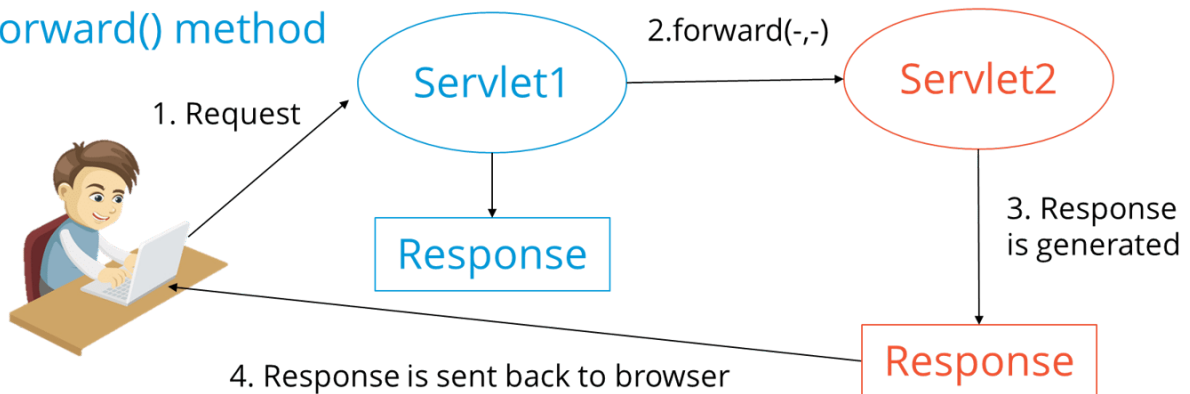 orward() method
2.forward(-,-)
Servlet1
Servlet2
1. Request
3. Response
is generated
Response
Response
4. Response is sent back to browser